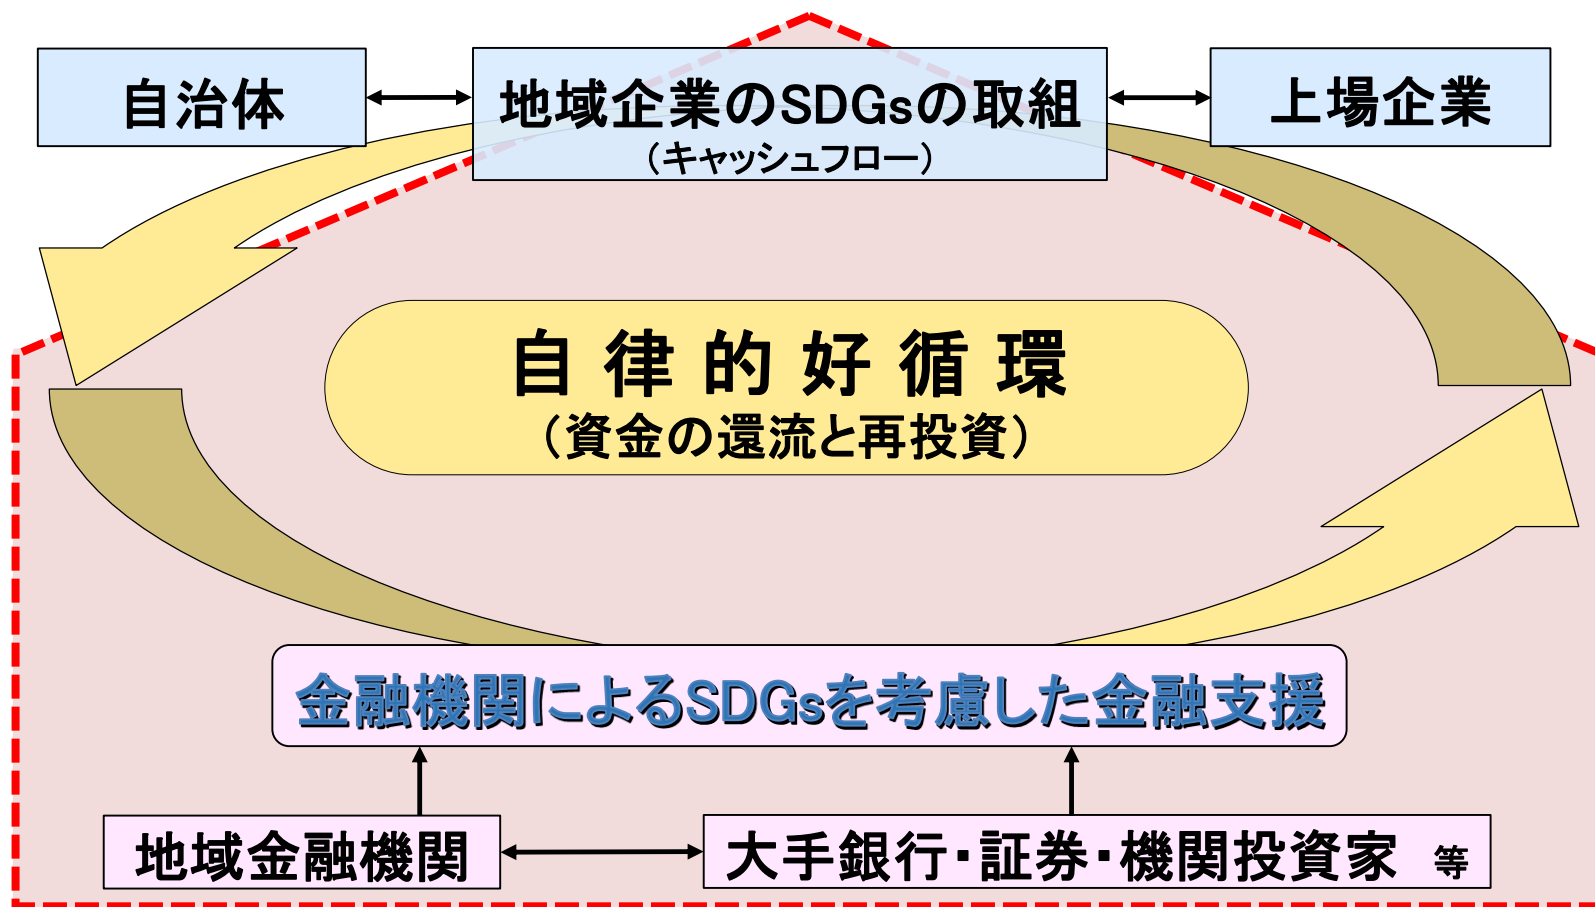 自治体
地域企業のSDGsの取組
（キャッシュフロー）
上場企業
自律的好循環
（資金の還流と再投資）
金融機関によるSDGsを考慮した金融支援
地域金融機関
大手銀行・証券・機関投資家　等